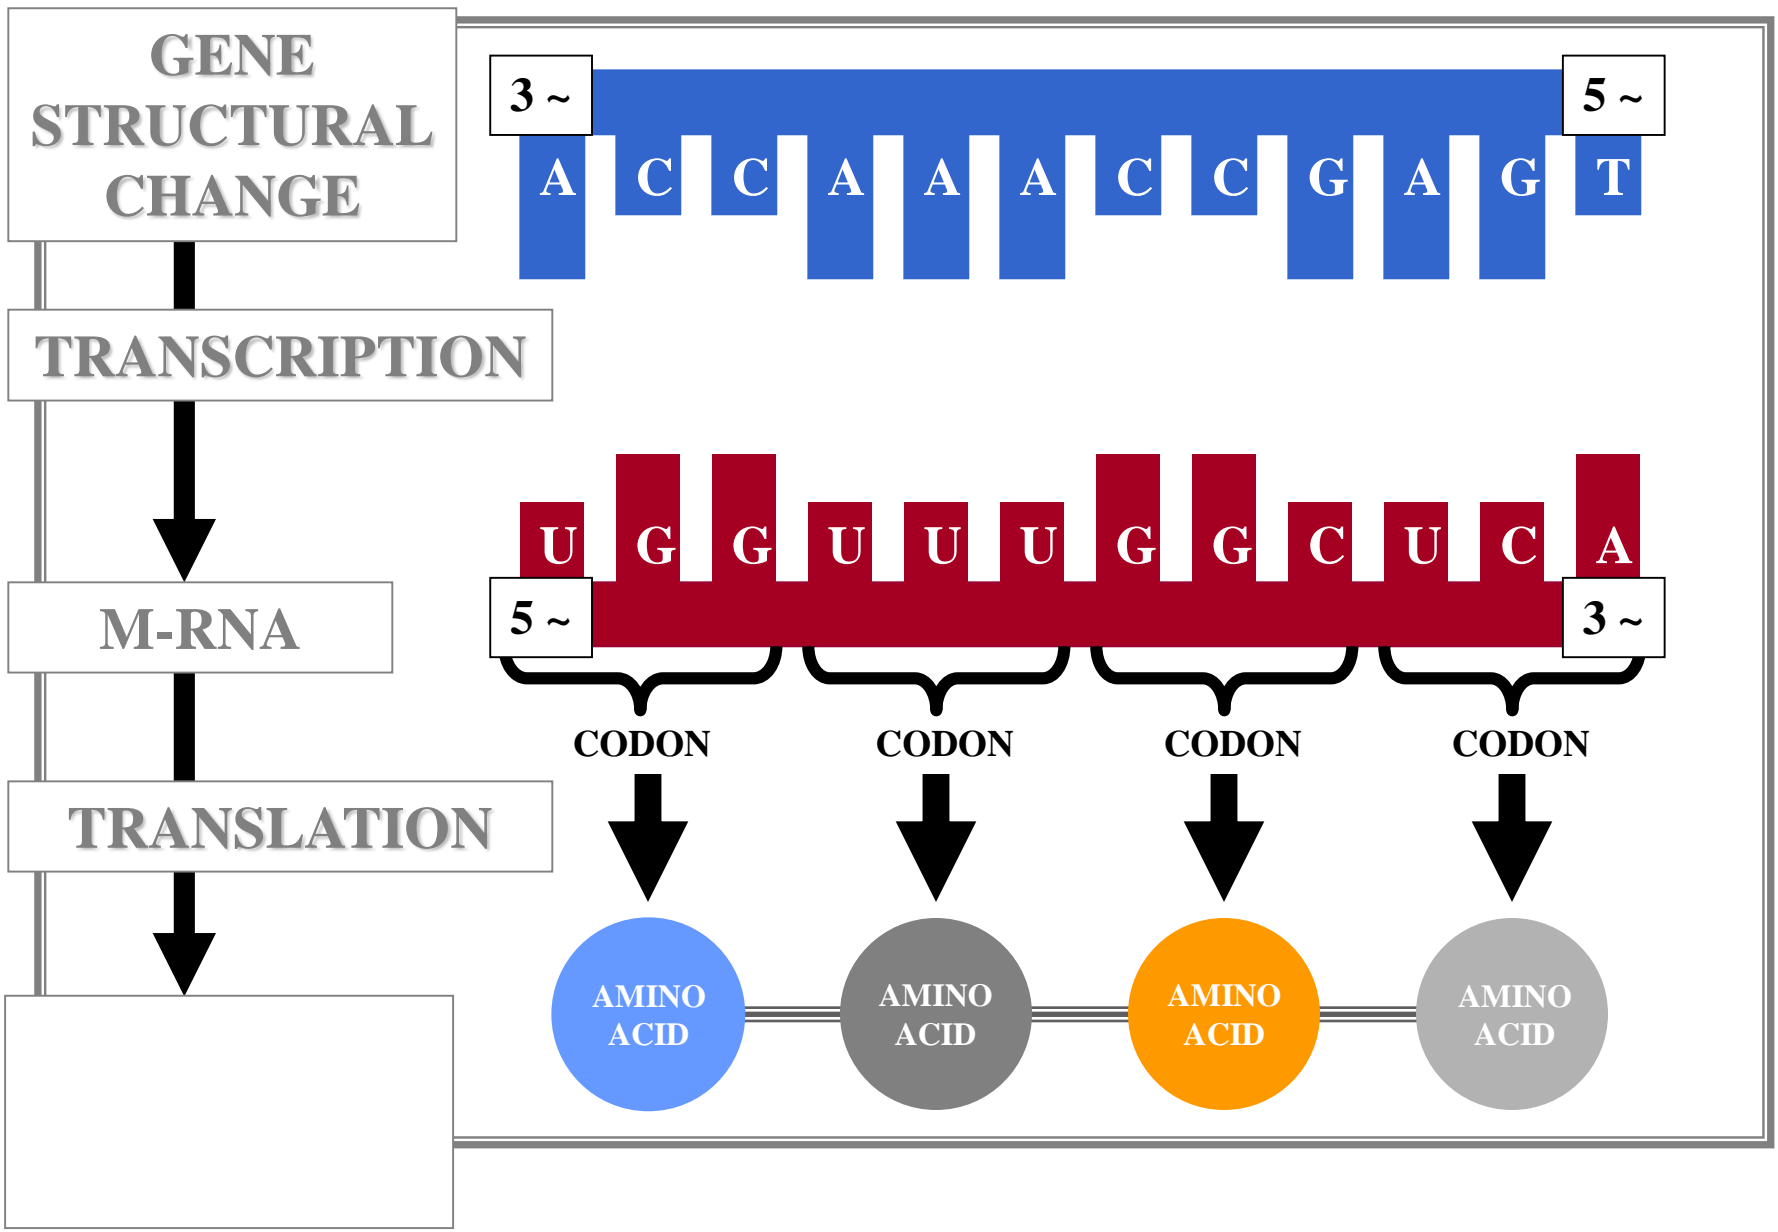 GENE
STRUCTURAL
CHANGE
3 ~
5 ~
A C C A A A C C G A G T
TRANSCRIPTION
U G G U U U G G C U C A
M-RNA
5 ~
3 ~
CODON CODON CODON CODON
TRANSLATION
AMINO
ACID
AMINO
ACID
AMINO
ACID
AMINO
ACID